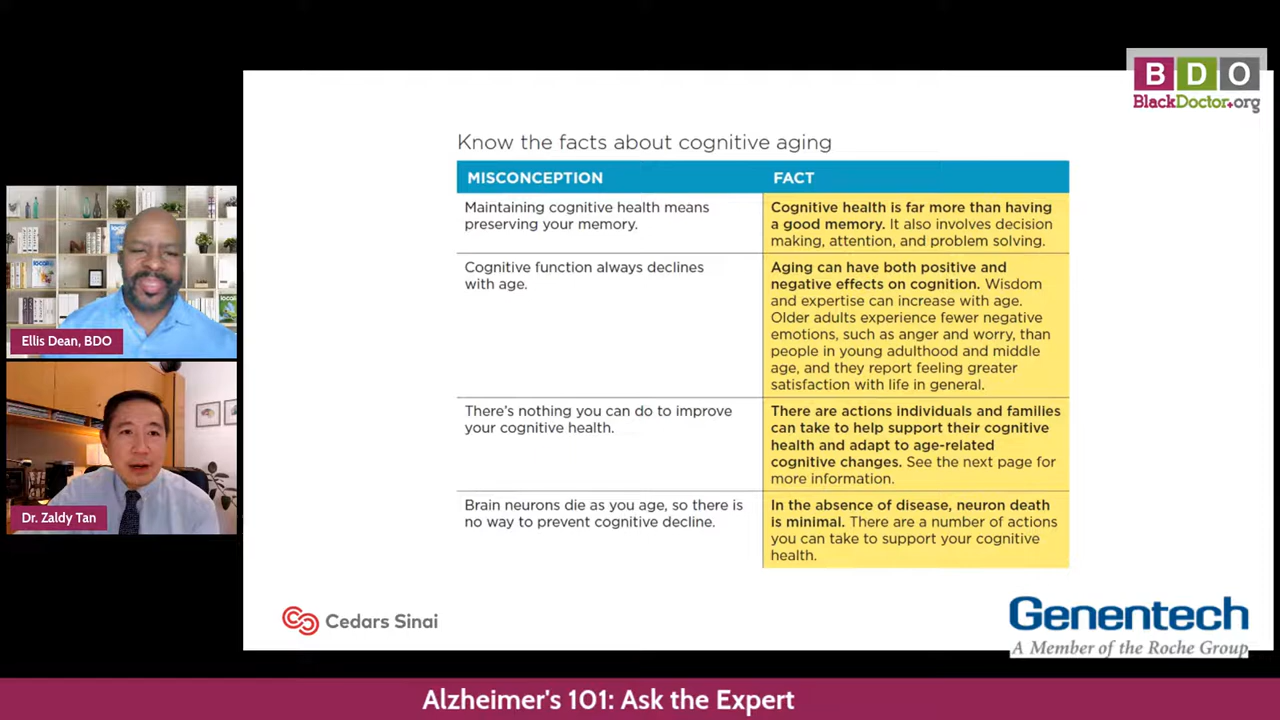 BDO
BlackDoctor.org
Know the facts about cognitive aging
MISCONCEPTION
FACT
Maintaining cognitive health means
preserving your memory.
Cognitive health is far more than having
a good memory. It also involves decision
making, attention, and problem solving.
Cognitive function always declines
with age.
Aging can have both positive and
negative effects on cognition. Wisdom
and expertise can increase with age.
Older adults experience fewer negative
emotions, such as anger and worry, than
people in young adulthood and middle
age, and they report feeling greater
satisfaction with life in general.
There's nothing you can do to improve
your cognitive health.
There are actions individuals and families
can take to help support their cognitive
health and adapt to age-related
cognitive changes. See the next page for
more information.
Brain neurons die as you age, so there is
no way to prevent cognitive decline.
In the absence of disease, neuron death
is minimal. There are a number of actions
you can take to support your cognitive
health.
Ellis Dean, BDO
Dr. Zaldy Tan
Cedars Sinai
Genentech
A Member of the Roche Group
Alzheimer's 101: Ask the Expert